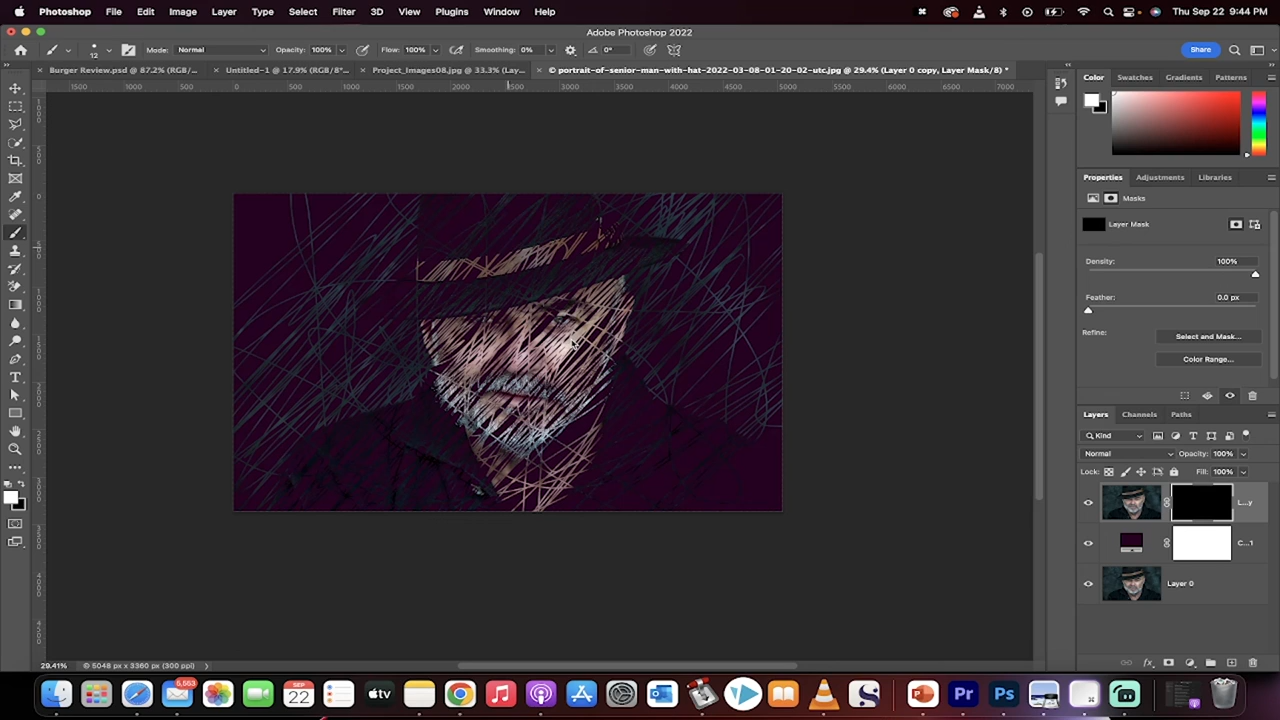 Photoshop File Edit Image Layer Type Select Filter 3D View Plugins Window Help Thu Sep 22 9:44 PM
Adobe Photoshop 2022
12 Mode: Normal Opacity: 100% Flow: 100% Smoothing: 0% 0° Share
× Burger Review.psd @ 87.2% (RGB/... × Untitled-1 @ 17.9% (RGB/8*... × Project_Images08.jpg @ 33.3% (Lay... × © portrait-of-senior-man-with-hat-2022-03-08-01-20-02-utc.jpg @ 29.4% (Layer 0 copy, Layer Mask/8) *
1500 1000 500 0 500 1000 1500 2000 2500 3000 3500 4000 4500 5000 5500 6000 6500 7000
Color Swatches Gradients Patterns
Properties Adjustments Libraries
Masks
Layer Mask
Density: 100%
Feather: 0.0 px
Refine: Select and Mask...
Color Range...
Layers Channels Paths
Kind
Normal Opacity: 100%
Lock: Fill: 100%
L...y
C...1
Layer 0
29.41% © 5048 px x 3360 px (300 ppi)
5,553
SEP
22
tv